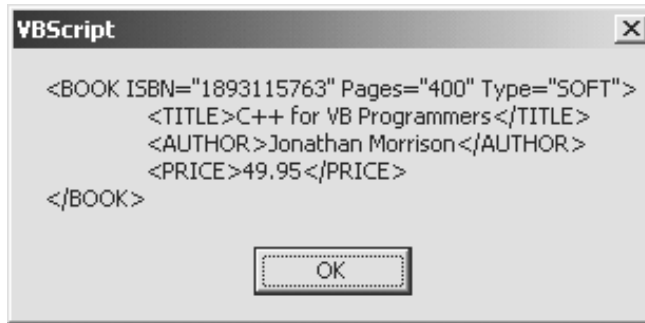 VBScript
<BOOK ISBN="1893115763" Pages="400" Type="SOFT">
<TITLE>C++ for VB Programmers</TITLE>
<AUTHOR>Jonathan Morrison</AUTHOR>
<PRICE>49.95</PRICE>
</BOOK>
OK